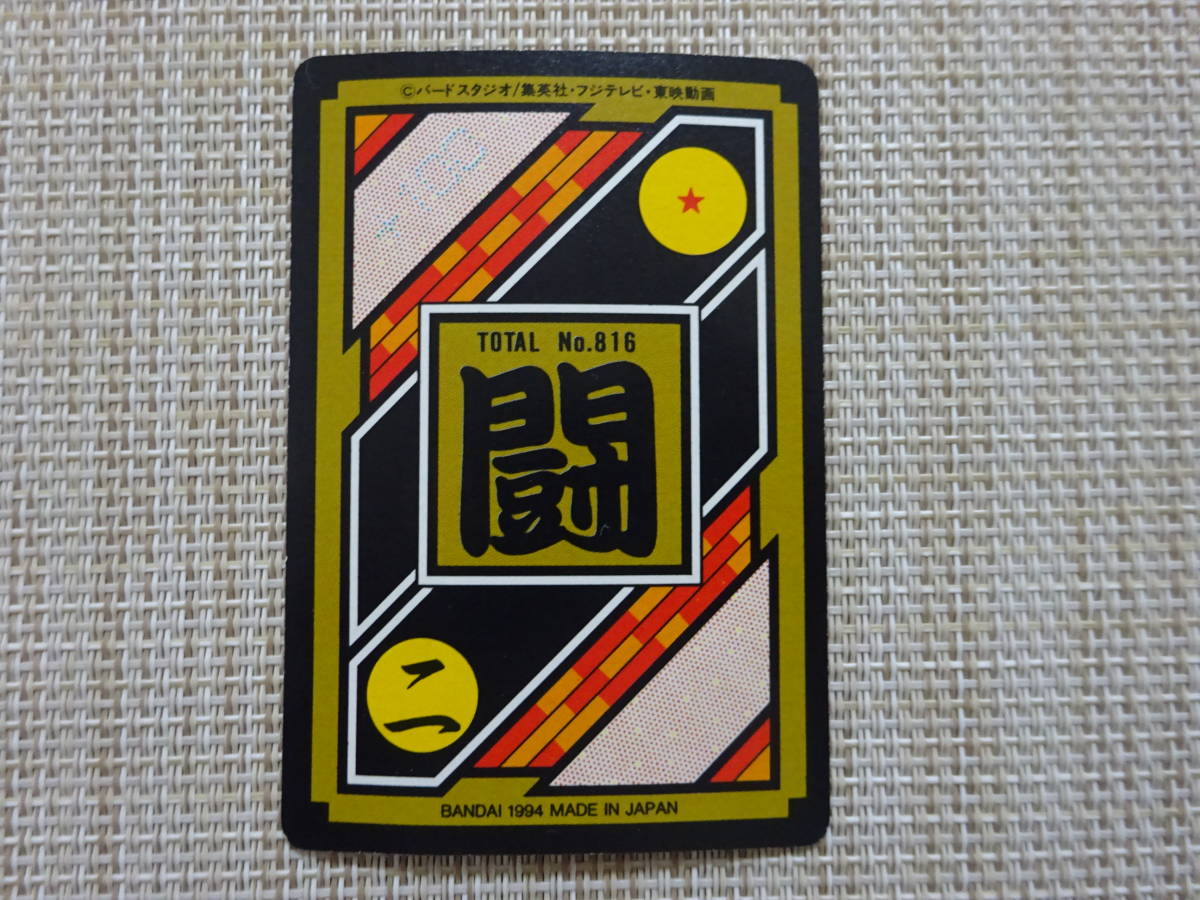 ©バードスタジオ/集英社・フジテレビ・東映動画
TOTAL No.816
闘
二
BANDAI 1994 MADE IN JAPAN